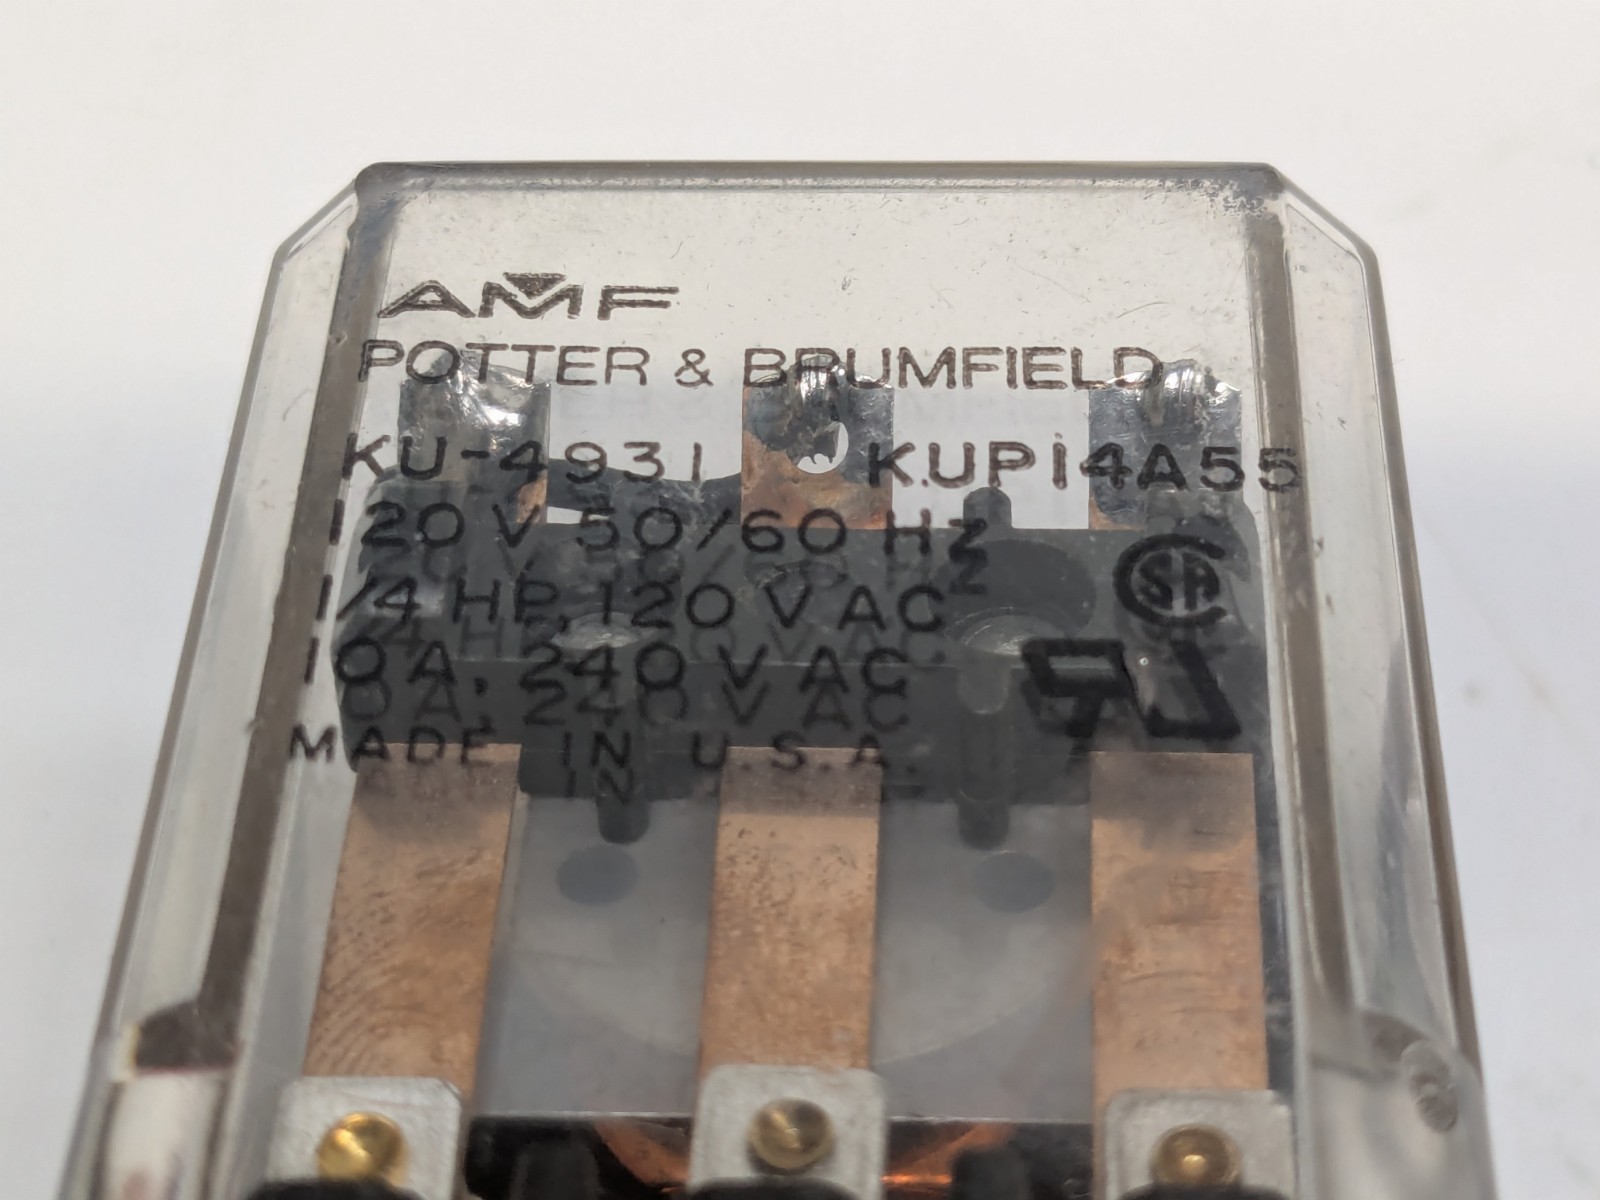 AMF
POTTER & BRUMFIELD
KU-4931 KUP14A55
120 V 50/60 HZ
1/4 HP, 120 V AC
10 A, 240 V AC
MADE IN U.S.A.
SA